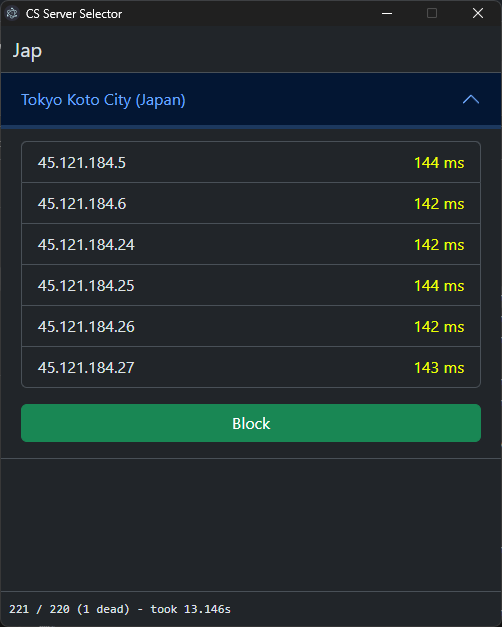 CS Server Selector
Jap
Tokyo Koto City (Japan)
45.121.184.5 144 ms
45.121.184.6 142 ms
45.121.184.24 142 ms
45.121.184.25 144 ms
45.121.184.26 142 ms
45.121.184.27 143 ms
Block
221 / 220 (1 dead) - took 13.146s